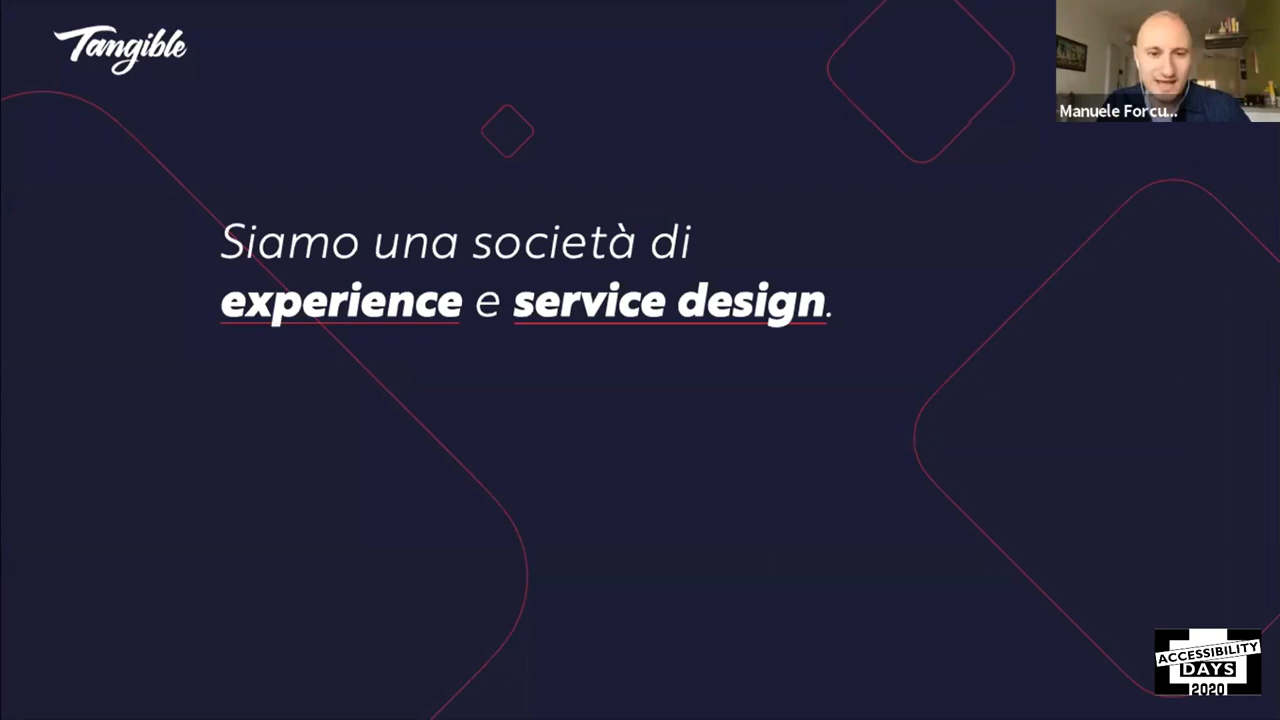 Tangible
Manuele Forcu...
Siamo una società di
experience e service design.
ACCESSIBILITY
DAYS
2020